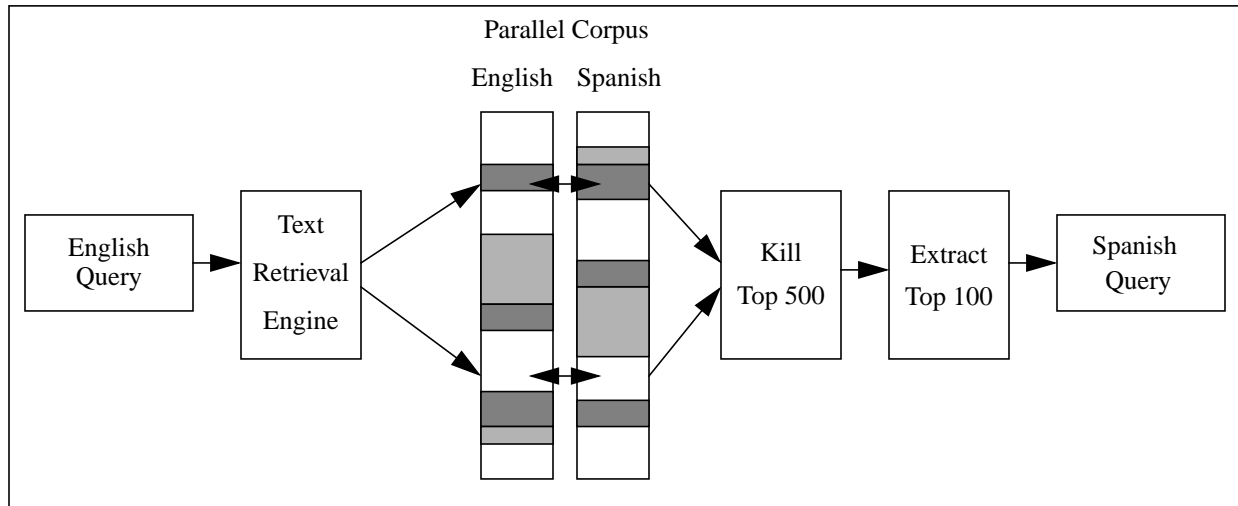 Parallel Corpus
English Spanish
English
Query
Text
Retrieval
Engine
Kill
Top 500
Extract
Top 100
Spanish
Query